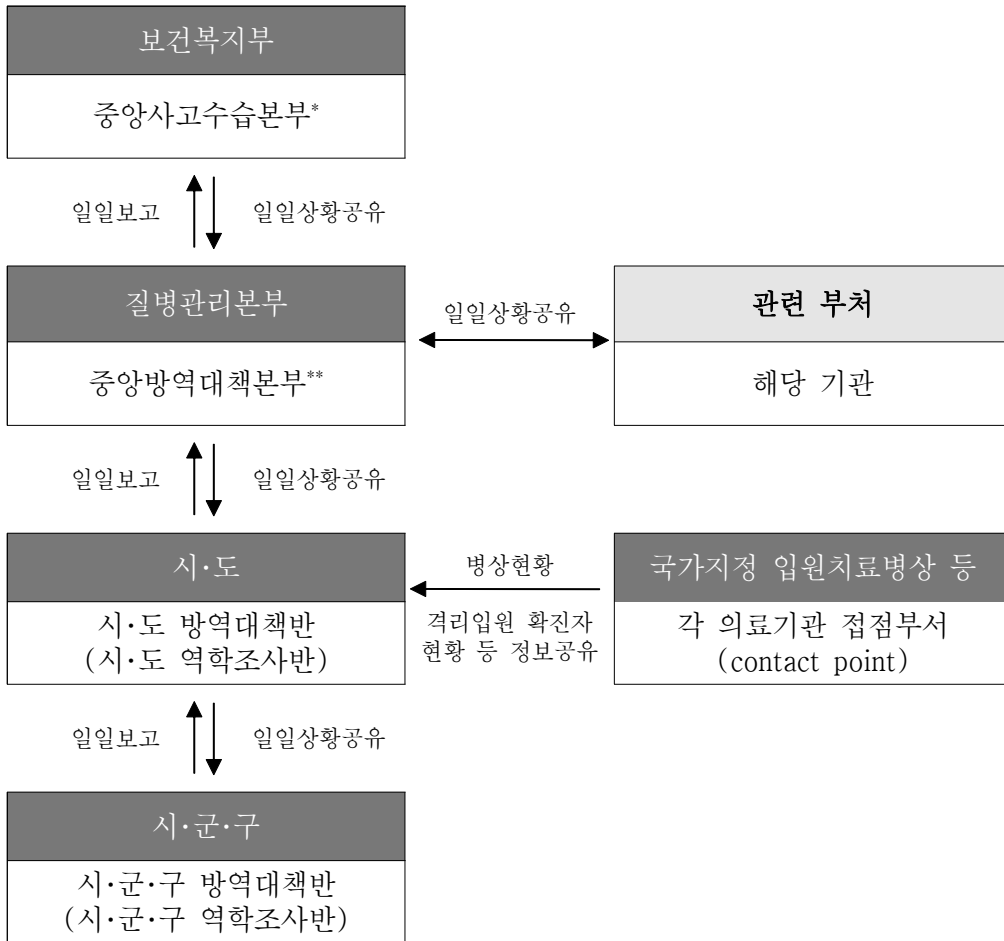 보건복지부
중앙사고수습본부*
일일보고 일일상황공유
질병관리본부
중앙방역대책본부**
일일상황공유
관련 부처
해당 기관
일일보고 일일상황공유
시·도
시·도 방역대책반
(시·도 역학조사반)
병상현황
격리입원 확진자
현황 등 정보공유
국가지정 입원치료병상 등
각 의료기관 접점부서
(contact point)
일일보고 일일상황공유
시·군·구
시·군·구 방역대책반
(시·군·구 역학조사반)